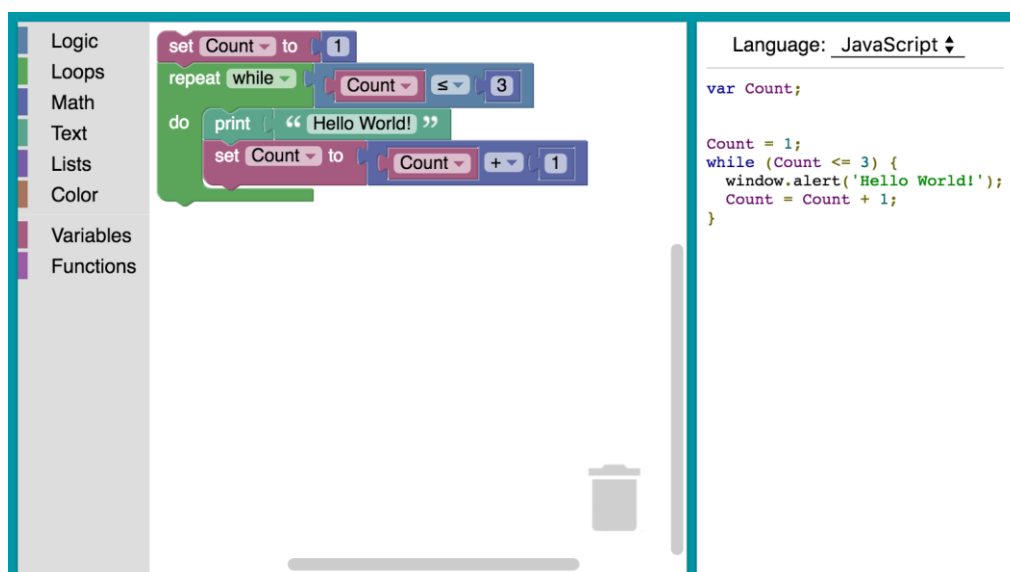 Logic
Loops
Math
Text
Lists
Color
Variables
Functions
set Count to 1
repeat while Count ≤ 3
do print “ Hello World! ”
set Count to Count + 1
Language: JavaScript
var Count;
Count = 1;
while (Count <= 3) {
window.alert('Hello World!');
Count = Count + 1;
}